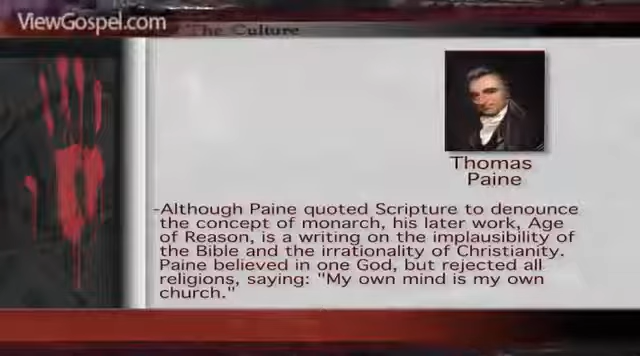 ViewGospel.com
The Culture
Thomas
Paine
-Although Paine quoted Scripture to denounce
the concept of monarch, his later work, Age
of Reason, is a writing on the implausibility of
the Bible and the irrationality of Christianity.
Paine believed in one God, but rejected all
religions, saying: "My own mind is my own
church."